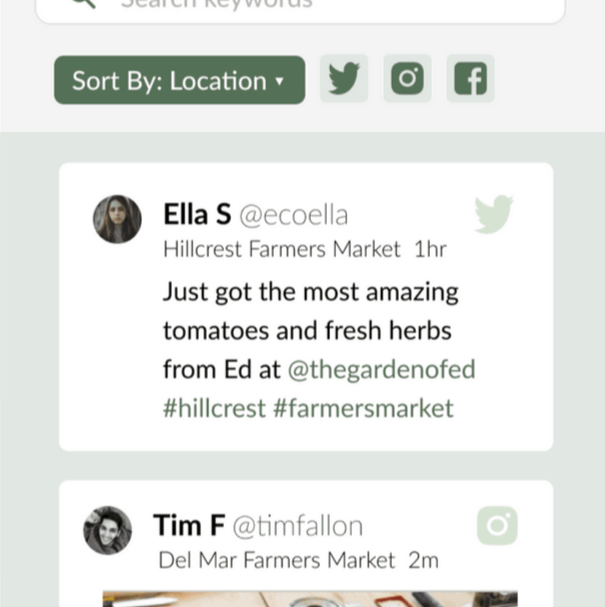 Search keywords
Sort By: Location ▾
Ella S @ecoella
Hillcrest Farmers Market 1hr
Just got the most amazing
tomatoes and fresh herbs
from Ed at @thegardenofed
#hillcrest #farmersmarket
Tim F @timfallon
Del Mar Farmers Market 2m